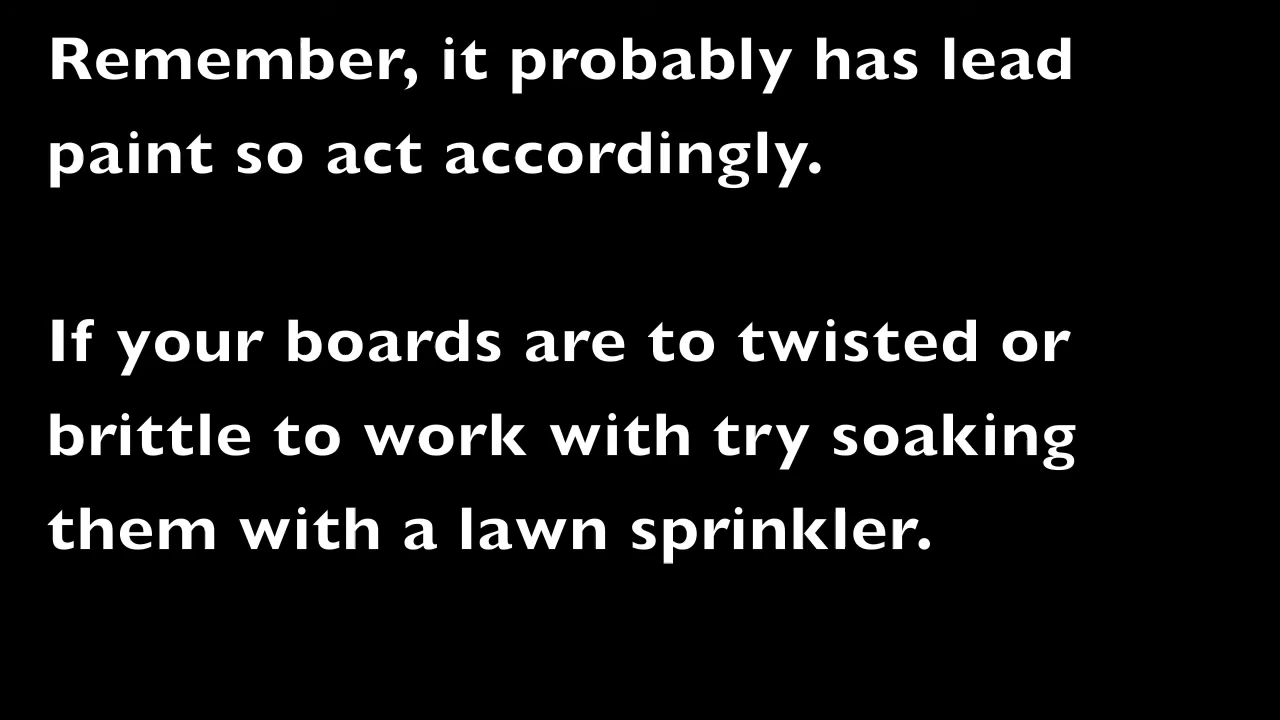 Remember, it probably has lead
paint so act accordingly.
If your boards are to twisted or
brittle to work with try soaking
them with a lawn sprinkler.